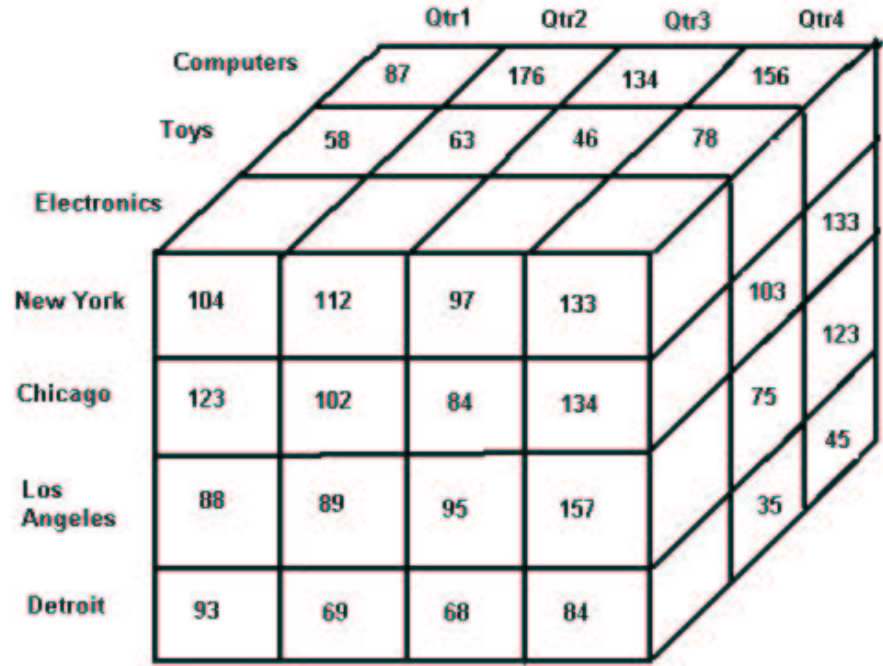 Qtr1 Qtr2 Qtr3 Qtr4
Computers 87 176 134 156
Toys 58 63 46 78
Electronics
133
New York 104 112 97 133 103
123
Chicago 123 102 84 134 75
45
Los
Angeles 88 89 95 157 35
Detroit 93 69 68 84